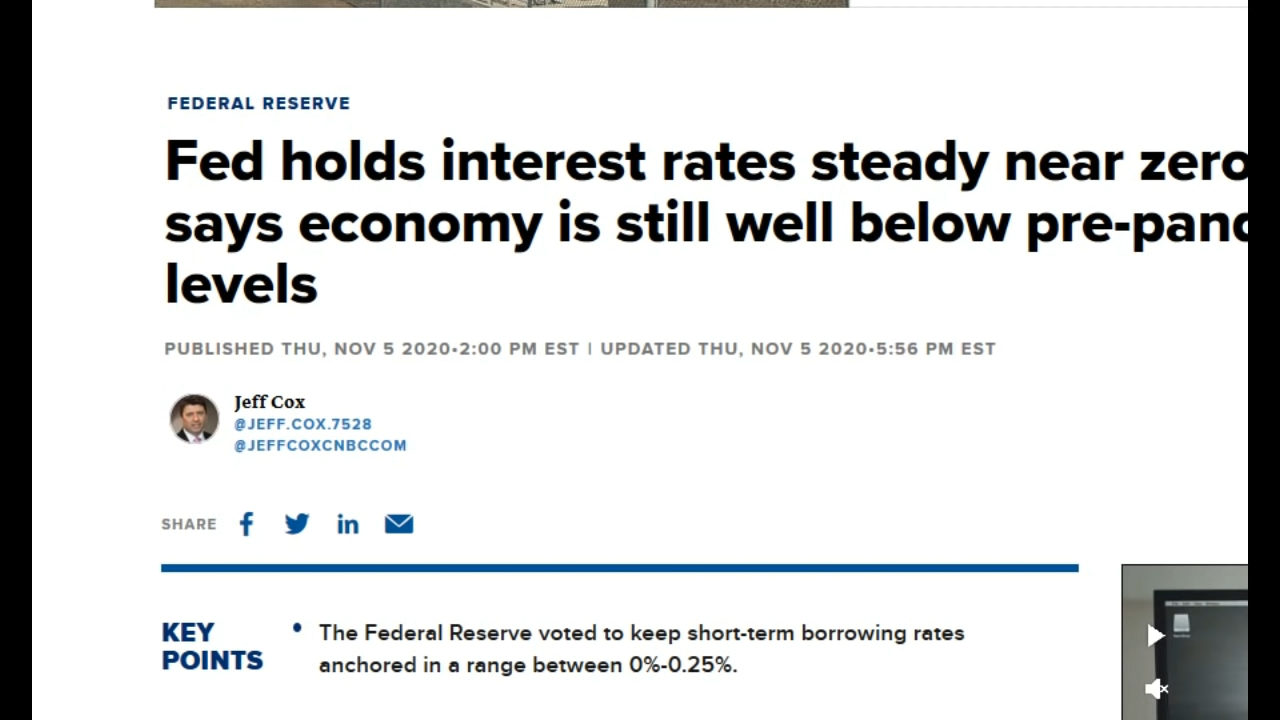 FEDERAL RESERVE
Fed holds interest rates steady near zero
says economy is still well below pre-pand
levels
PUBLISHED THU, NOV 5 2020•2:00 PM EST | UPDATED THU, NOV 5 2020•5:56 PM EST
Jeff Cox
@JEFF.COX.7528
@JEFFCOXCNBCCOM
SHARE
KEY
POINTS
• The Federal Reserve voted to keep short-term borrowing rates
anchored in a range between 0%-0.25%.